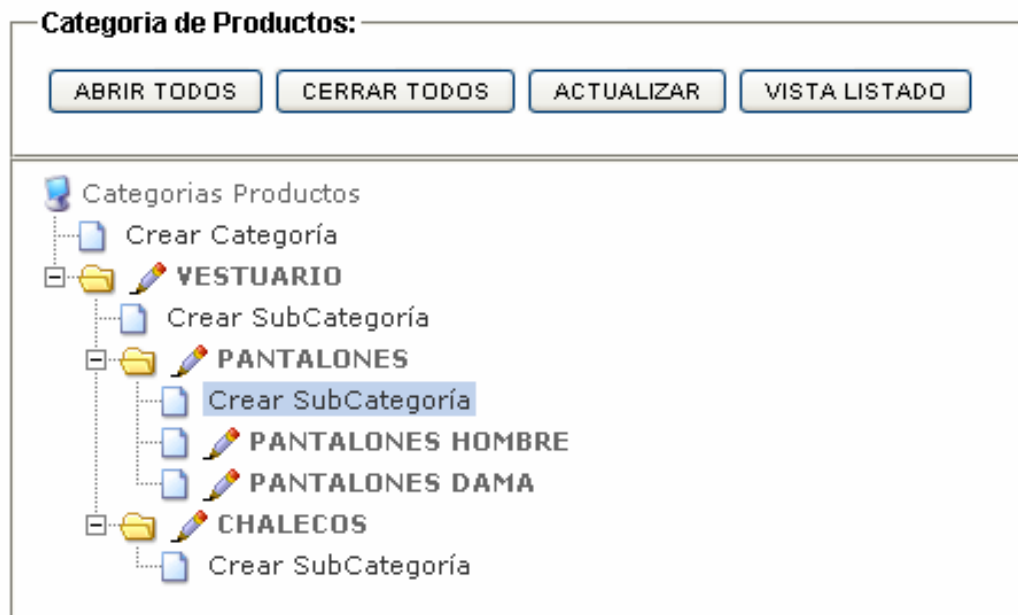 Categoria de Productos:
ABRIR TODOS CERRAR TODOS ACTUALIZAR VISTA LISTADO
Categorias Productos
Crear Categoría
VESTUARIO
Crear SubCategoría
PANTALONES
Crear SubCategoría
PANTALONES HOMBRE
PANTALONES DAMA
CHALECOS
Crear SubCategoría